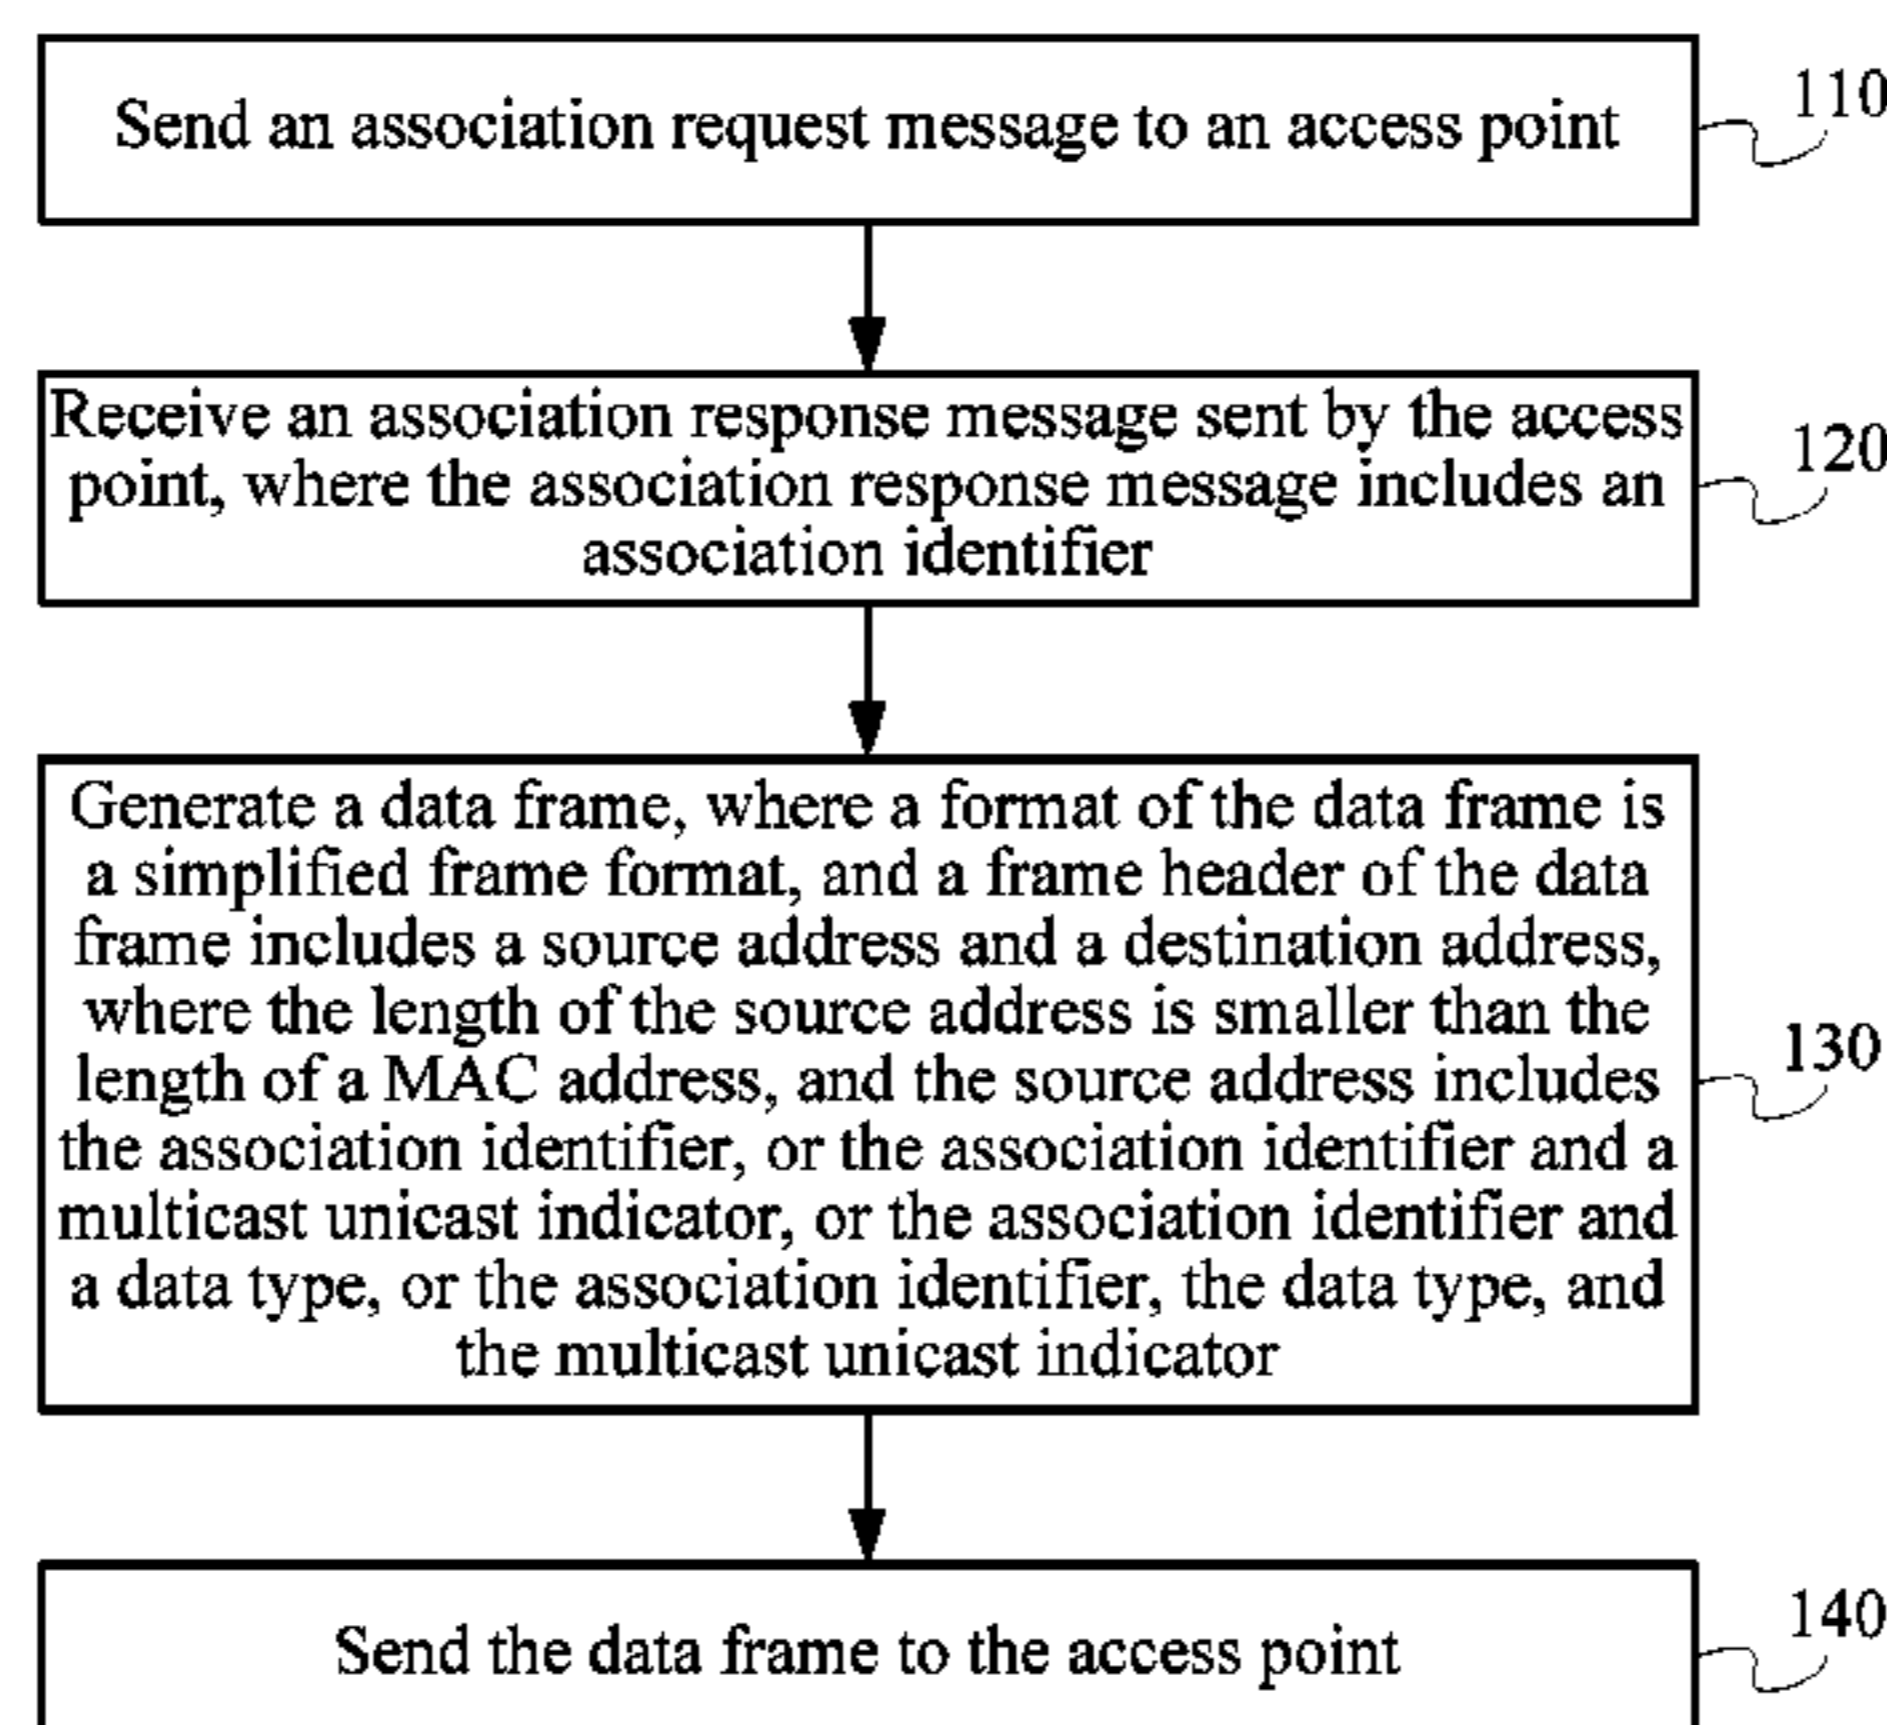 Send an association request message to an access point
110
Receive an association response message sent by the access
point, where the association response message includes an
association identifier
120
Generate a data frame, where a format of the data frame is
a simplified frame format, and a frame header of the data
frame includes a source address and a destination address,
where the length of the source address is smaller than the
length of a MAC address, and the source address includes
the association identifier, or the association identifier and a
multicast unicast indicator, or the association identifier and
a data type, or the association identifier, the data type, and
the multicast unicast indicator
130
Send the data frame to the access point
140